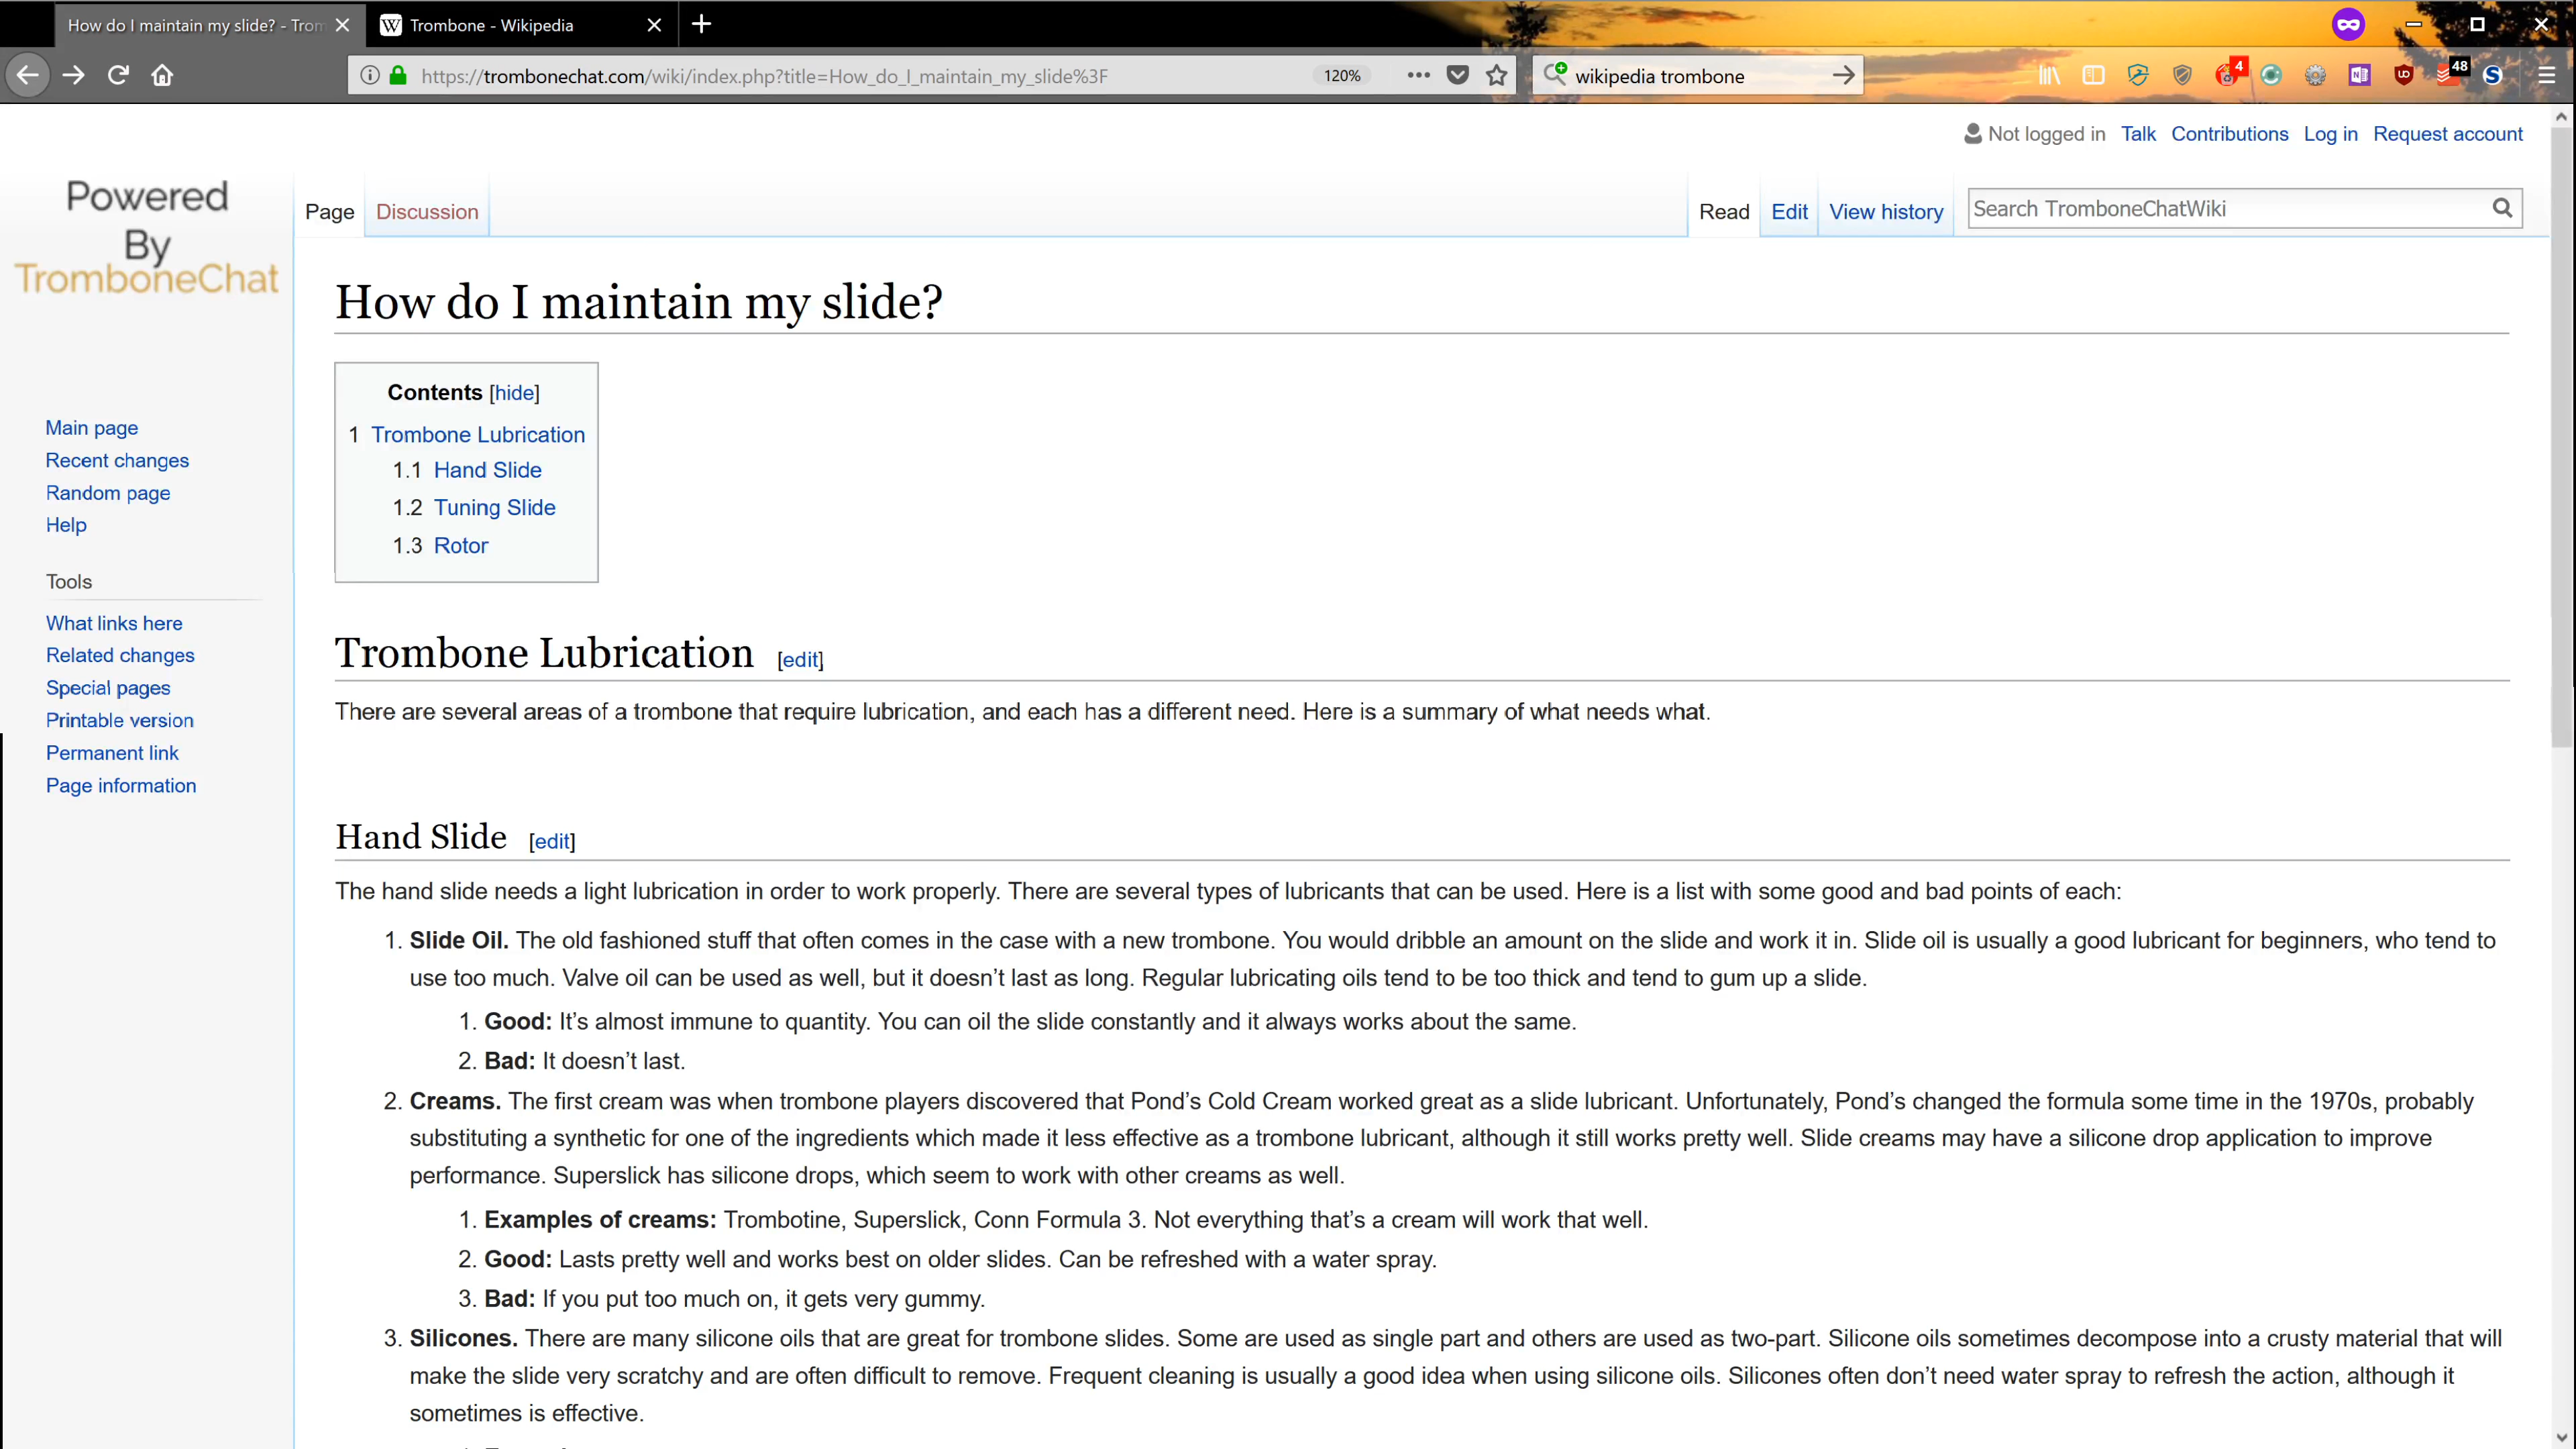 How do I maintain my slide? - Trom
Trombone - Wikipedia
https://trombonechat.com/wiki/index.php?title=How_do_I_maintain_my_slide%3F
120%
wikipedia trombone
4
48
Not logged in Talk Contributions Log in Request account
Powered
By
TromboneChat
Page Discussion
Read Edit View history
Search TromboneChatWiki
How do I maintain my slide?
Contents [hide]
1 Trombone Lubrication
1.1 Hand Slide
1.2 Tuning Slide
1.3 Rotor
Main page
Recent changes
Random page
Help
Tools
What links here
Related changes
Special pages
Printable version
Permanent link
Page information
Trombone Lubrication [edit]
There are several areas of a trombone that require lubrication, and each has a different need. Here is a summary of what needs what.
Hand Slide [edit]
The hand slide needs a light lubrication in order to work properly. There are several types of lubricants that can be used. Here is a list with some good and bad points of each:
1. Slide Oil. The old fashioned stuff that often comes in the case with a new trombone. You would dribble an amount on the slide and work it in. Slide oil is usually a good lubricant for beginners, who tend to
use too much. Valve oil can be used as well, but it doesn’t last as long. Regular lubricating oils tend to be too thick and tend to gum up a slide.
1. Good: It’s almost immune to quantity. You can oil the slide constantly and it always works about the same.
2. Bad: It doesn’t last.
2. Creams. The first cream was when trombone players discovered that Pond’s Cold Cream worked great as a slide lubricant. Unfortunately, Pond’s changed the formula some time in the 1970s, probably
substituting a synthetic for one of the ingredients which made it less effective as a trombone lubricant, although it still works pretty well. Slide creams may have a silicone drop application to improve
performance. Superslick has silicone drops, which seem to work with other creams as well.
1. Examples of creams: Trombotine, Superslick, Conn Formula 3. Not everything that’s a cream will work that well.
2. Good: Lasts pretty well and works best on older slides. Can be refreshed with a water spray.
3. Bad: If you put too much on, it gets very gummy.
3. Silicones. There are many silicone oils that are great for trombone slides. Some are used as single part and others are used as two-part. Silicone oils sometimes decompose into a crusty material that will
make the slide very scratchy and are often difficult to remove. Frequent cleaning is usually a good idea when using silicone oils. Silicones often don’t need water spray to refresh the action, although it
sometimes is effective.